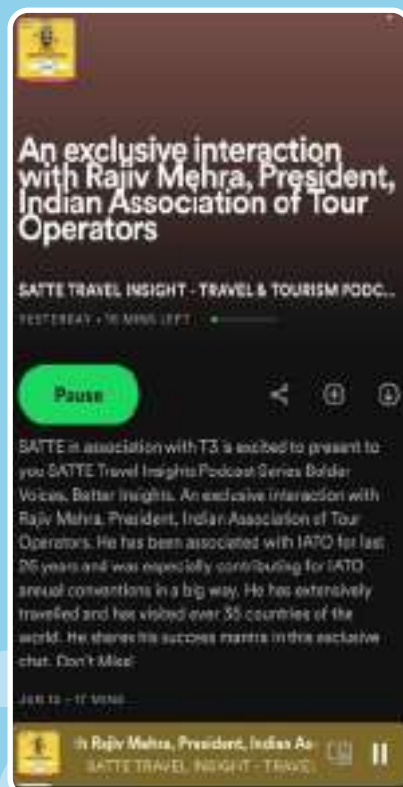 An exclusive interaction
with Rajiv Mehra, President,
Indian Association of Tour
Operators
SATTE TRAVEL INSIGHT - TRAVEL & TOURISM PODC...
YESTERDAY • 16 MINS LEFT
Pause
SATTE in association with T3 is excited to present to
you SATTE Travel Insights Podcast Series Bolder
Voices, Better Insights. An exclusive interaction with
Rajiv Mehra, President, Indian Association of Tour
Operators. He has been associated with IATO for last
26 years and was especially contributing for IATO
annual conventions in a big way. He has extensively
travelled and has visited over 35 countries of the
world. He shares his success mantra in this exclusive
chat. Don't Miss!
17 MINS
h Rajiv Mehra, President, Indian As
SATTE TRAVEL INSIGHT - TRAVE